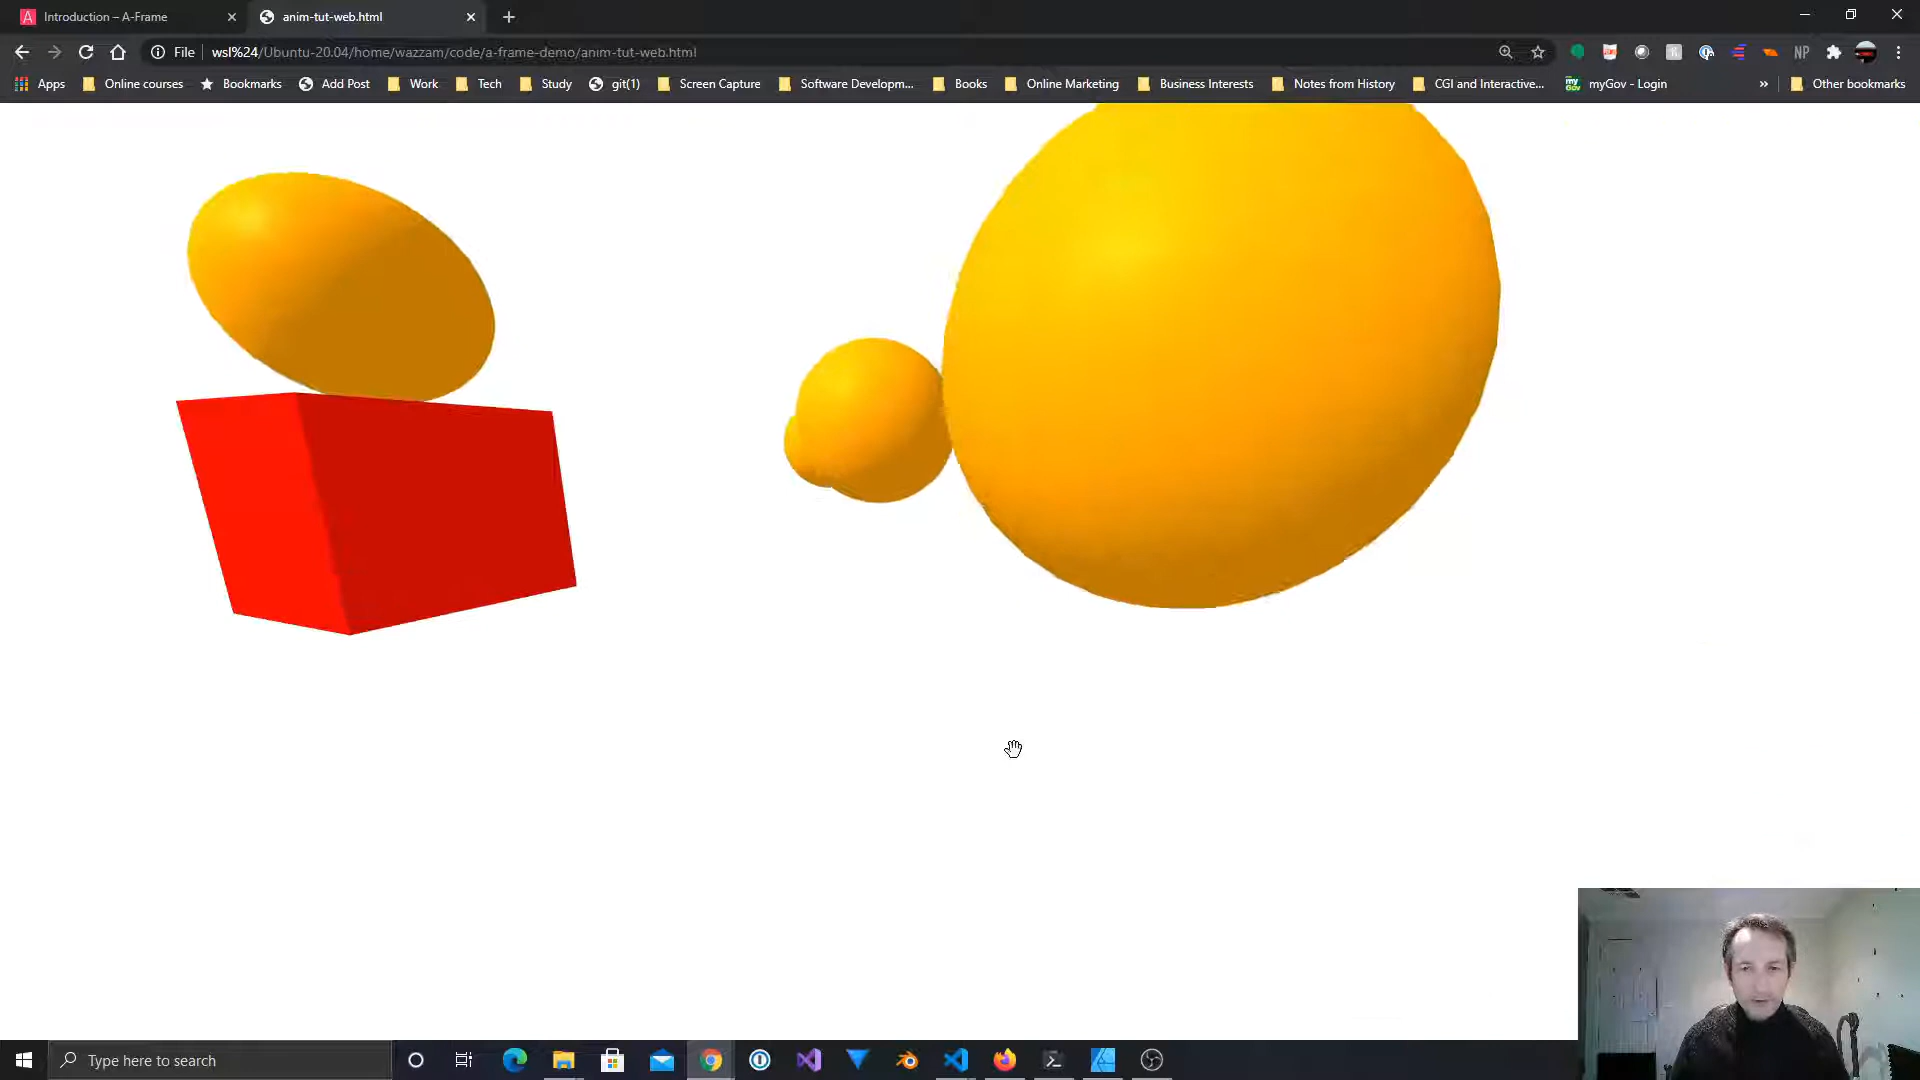 Introduction – A-Frame
anim-tut-web.html
File wsl%24/Ubuntu-20.04/home/wazzam/code/a-frame-demo/anim-tut-web.html
NP
Apps Online courses Bookmarks Add Post Work Tech Study git(1) Screen Capture Software Developm... Books Online Marketing Business Interests Notes from History CGI and Interactive... myGov - Login » Other bookmarks
Type here to search